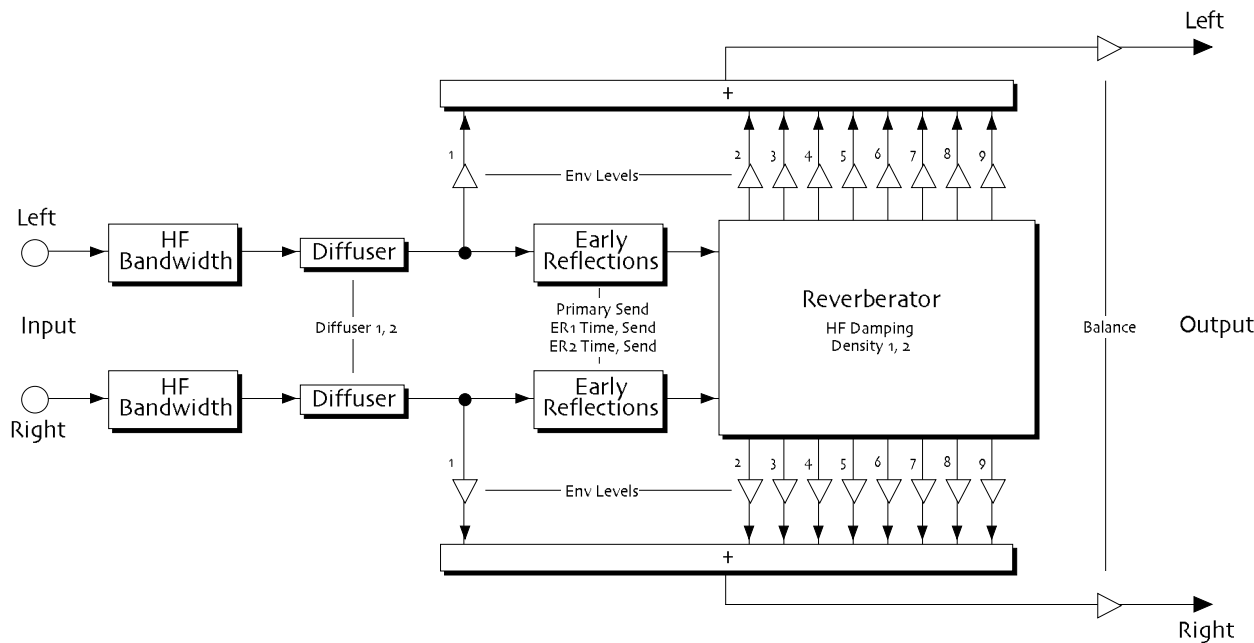 Left
+
1
2 3 4 5 6 7 8 9
Env Levels
Left
HF
Bandwidth
Diffuser
Early
Reflections
Input
Diffuser 1, 2
Primary Send
ER1 Time, Send
ER2 Time, Send
Reverberator
HF Damping
Density 1, 2
Balance
Output
HF
Bandwidth
Diffuser
Early
Reflections
Right
1
2 3 4 5 6 7 8 9
Env Levels
+
Right